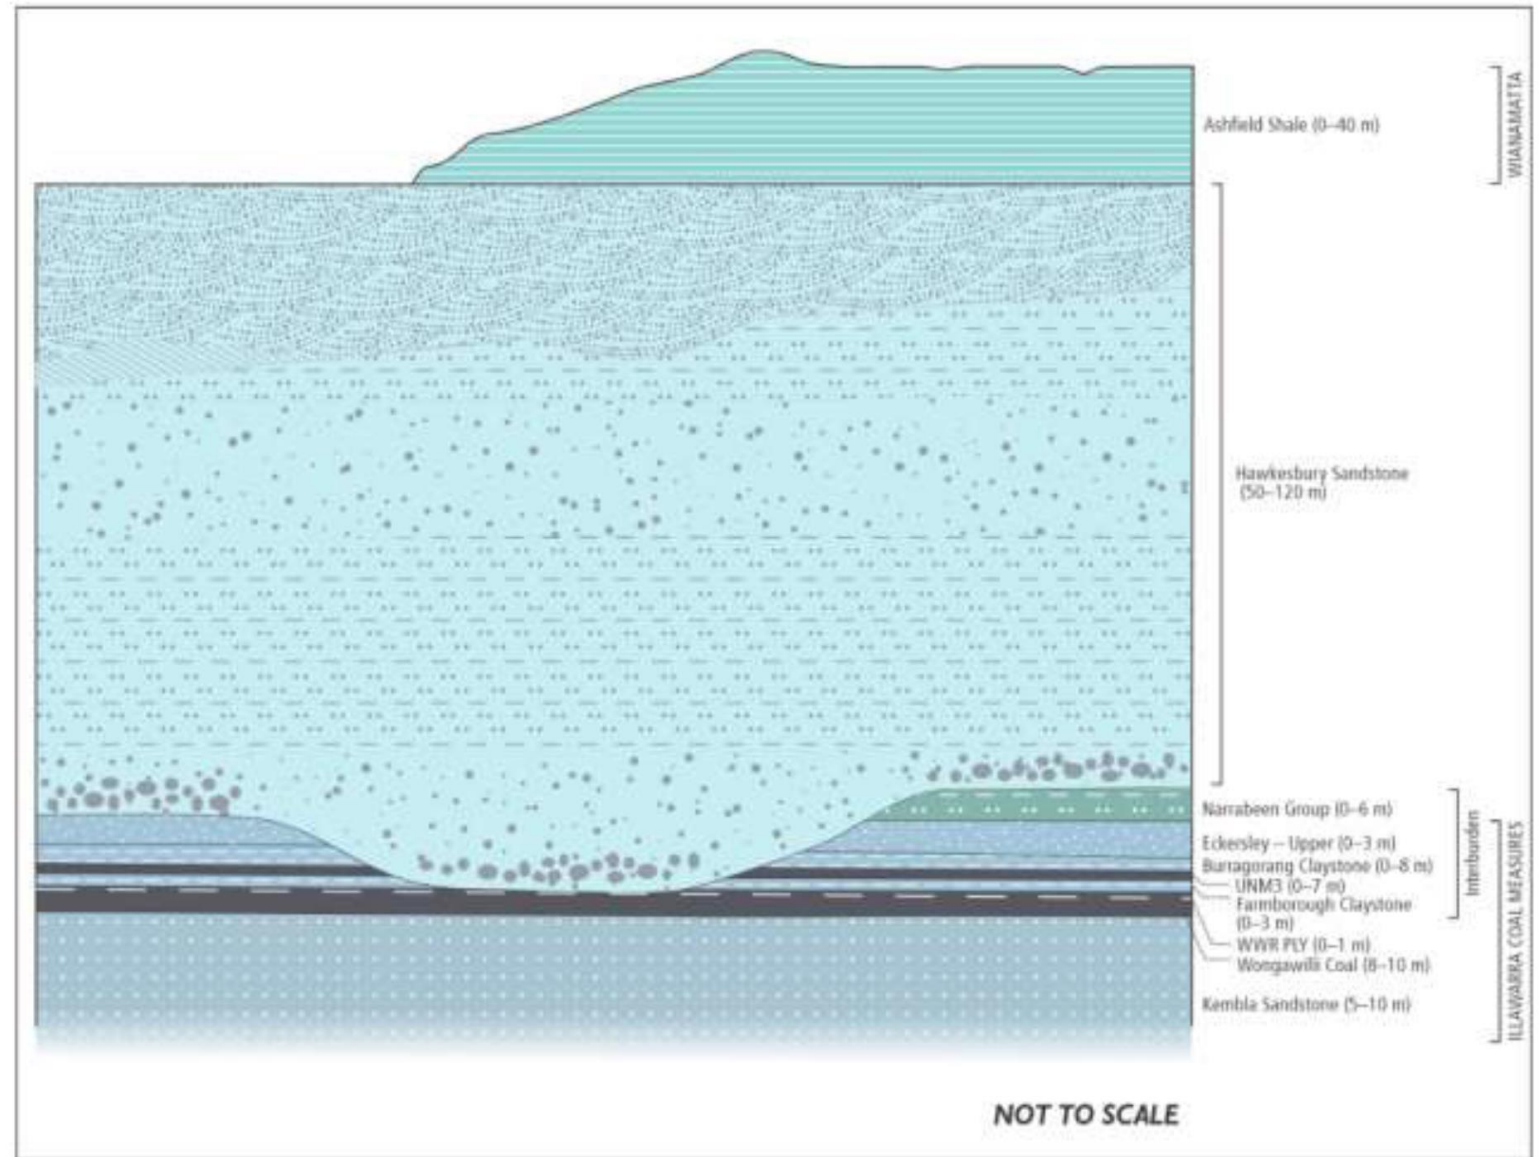 Ashfield Shale (0–40 m)
WIANAMATTA
Hawkesbury Sandstone
(50–120 m)
Narrabeen Group (0–6 m)
Eckersley – Upper (0–3 m)
Burragorang Claystone (0–8 m)
UNM3 (0–7 m)
Farmborough Claystone
(0–3 m)
WWR PLY (0–1 m)
Wongawilli Coal (8–10 m)
Kembla Sandstone (5–10 m)
Interburden
ILLAWARRA COAL MEASURES
NOT TO SCALE